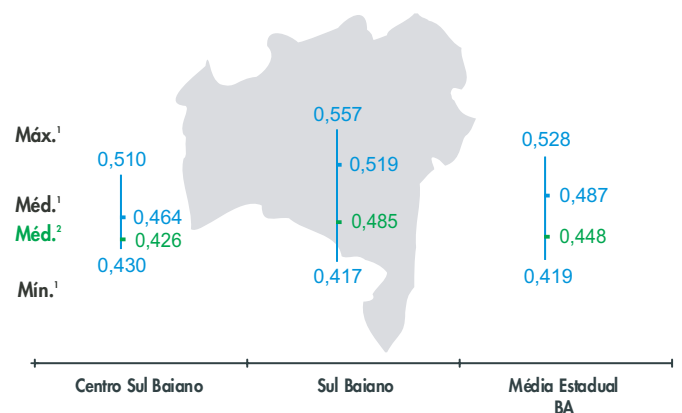 0,557
Máx.¹
0,528
0,510
0,519
Méd.¹
0,464
0,487
Méd.²
0,426
0,485
0,448
0,430
0,417
0,419
Mín.¹
Centro Sul Baiano
Sul Baiano
Média Estadual
BA